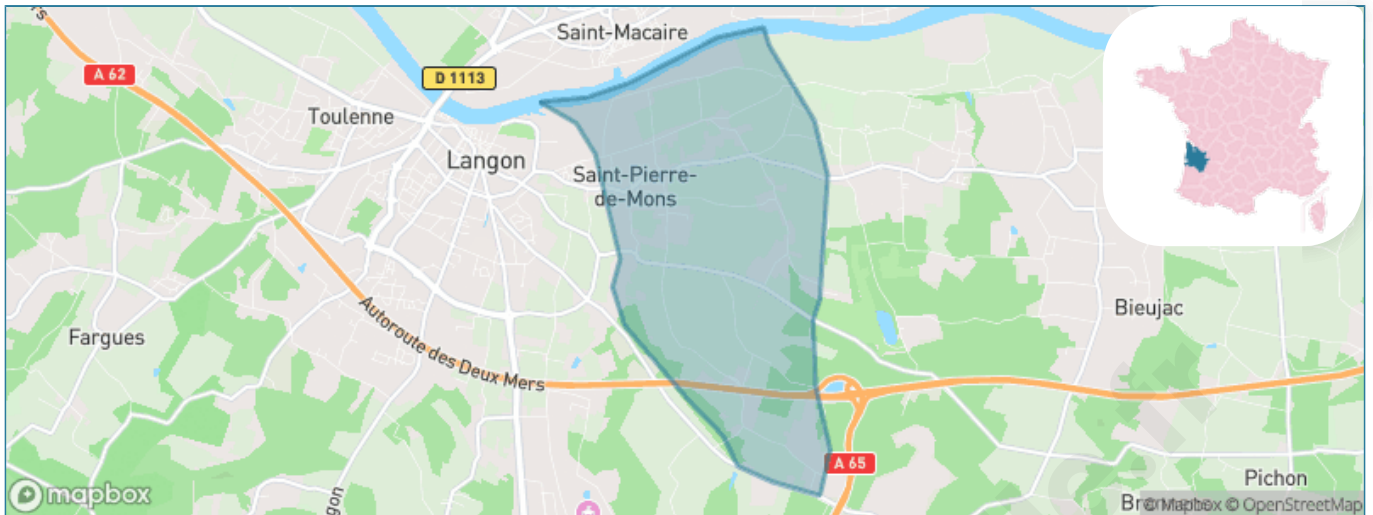 Saint-Macaire
A 62
D 1113
Toulenne
Langon
Saint-Pierre-
de-Mons
Autoroute des Deux Mers
Fargues
Bieujac
A 65
Pichon
mapbox
© Mapbox © OpenStreetMap